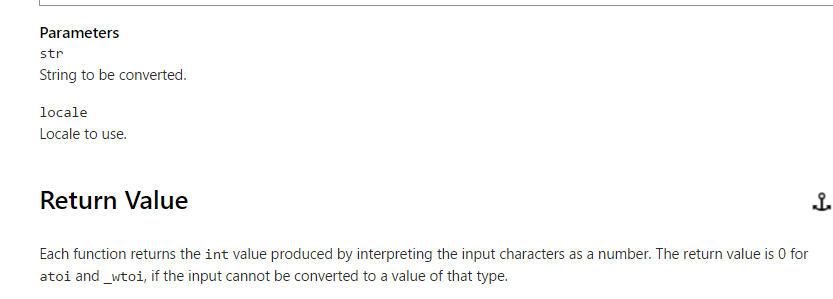 Parameters
str
String to be converted.
locale
Locale to use.
Return Value
Each function returns the int value produced by interpreting the input characters as a number. The return value is 0 for
atoi and _wtoi, if the input cannot be converted to a value of that type.